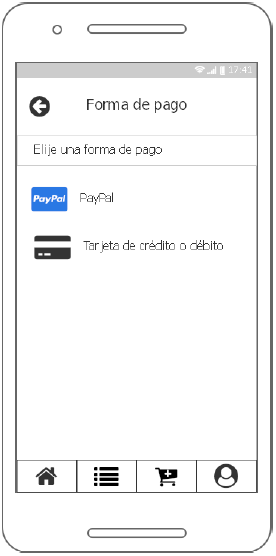 17:41
Forma de pago
Elije una forma de pago
PayPal PayPal
Tarjeta de crédito o débito